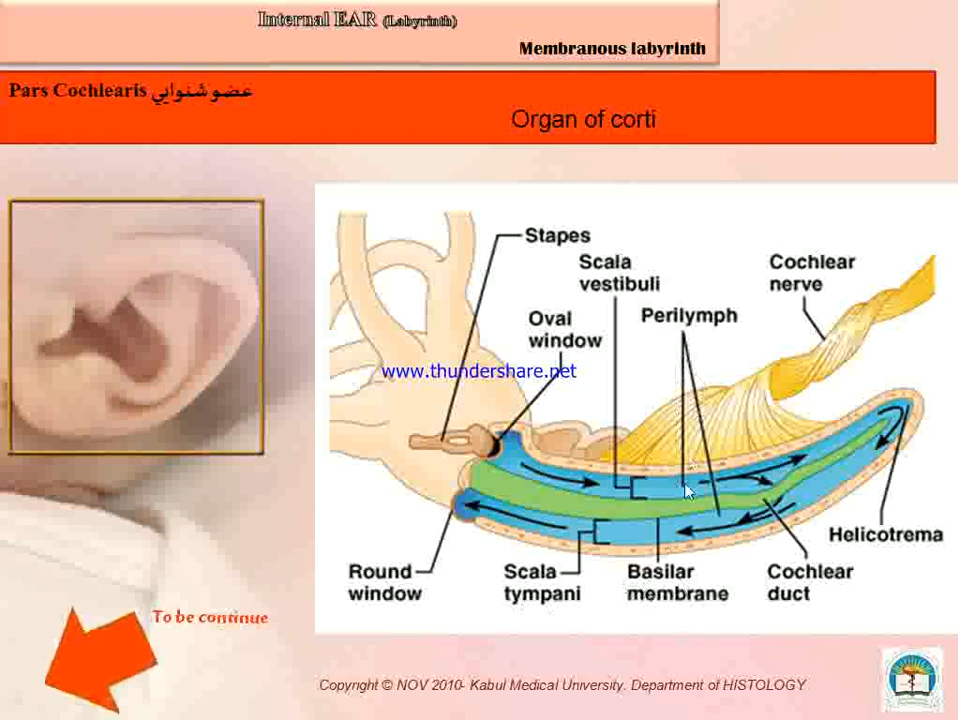 Internal EAR (Labyrinth)
Membranous labyrinth
Pars Cochlearis عضو شنوايي
Organ of corti
Stapes
Scala
vestibuli
Cochlear
nerve
Oval
window
Perilymph
www.thundershare.net
Helicotrema
Round
window
Scala
tympani
Basilar
membrane
Cochlear
duct
To be continue
Copyright © NOV 2010- Kabul Medical University. Department of HISTOLOGY